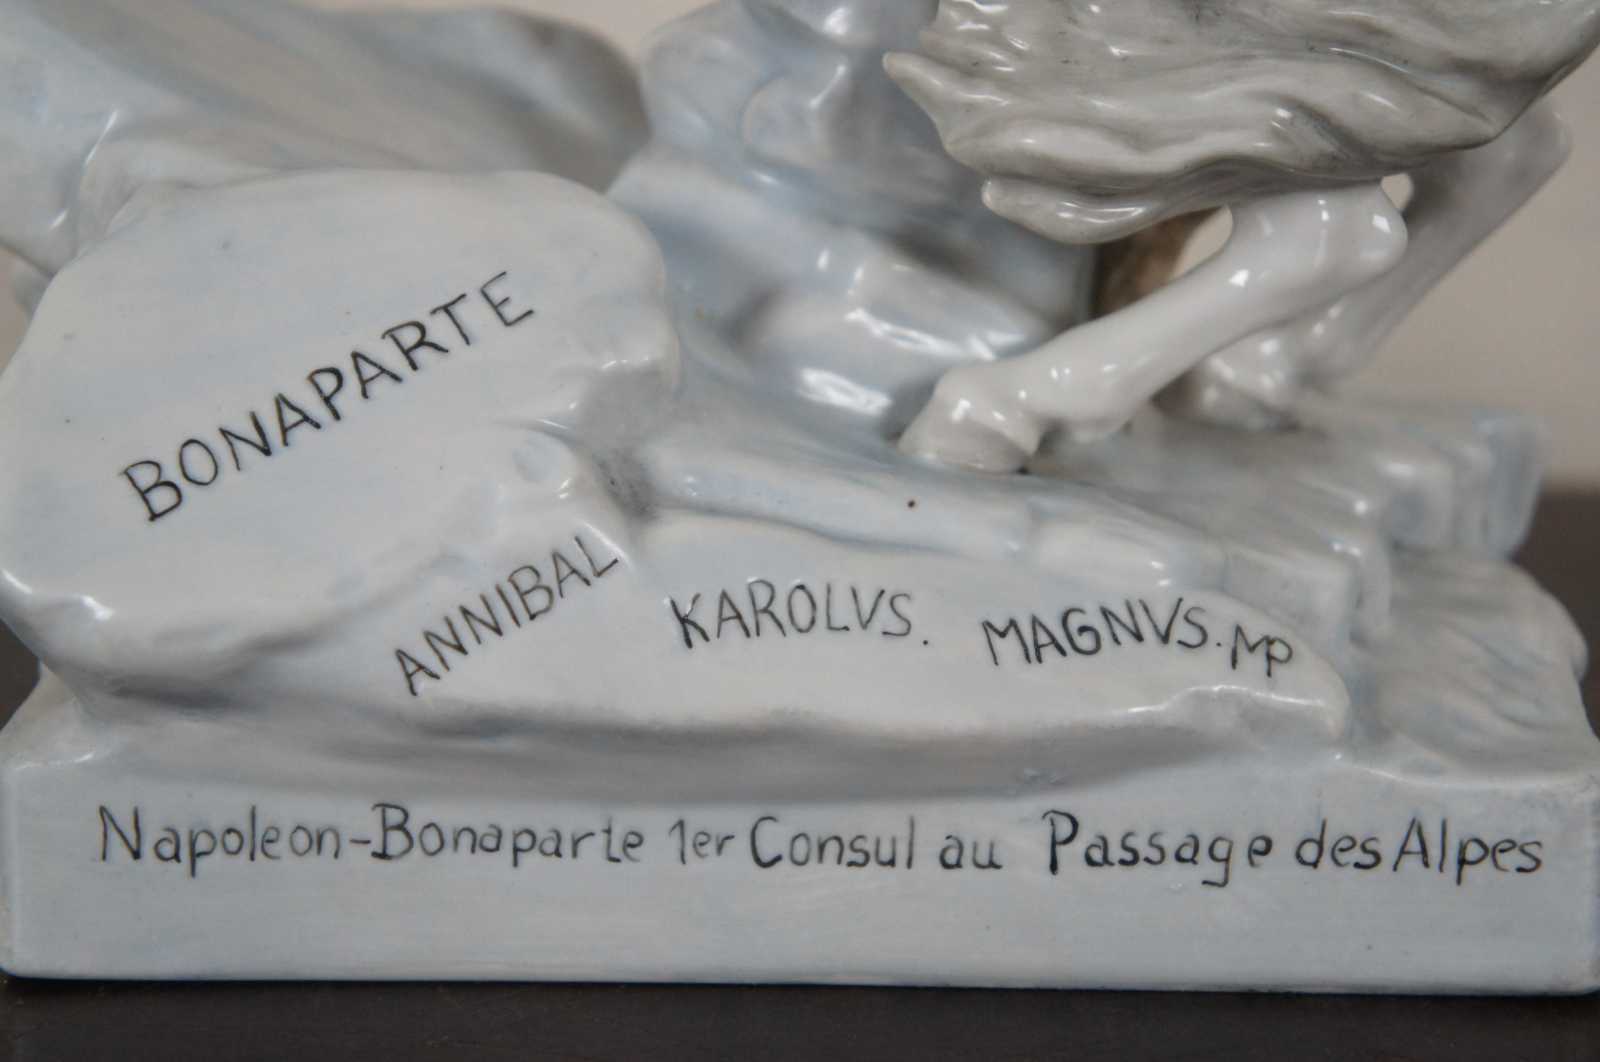 BONAPARTE
ANNIBAL
KAROLVS. MAGNVS. MP
Napoleon-Bonaparte 1er Consul au Passage des Alpes